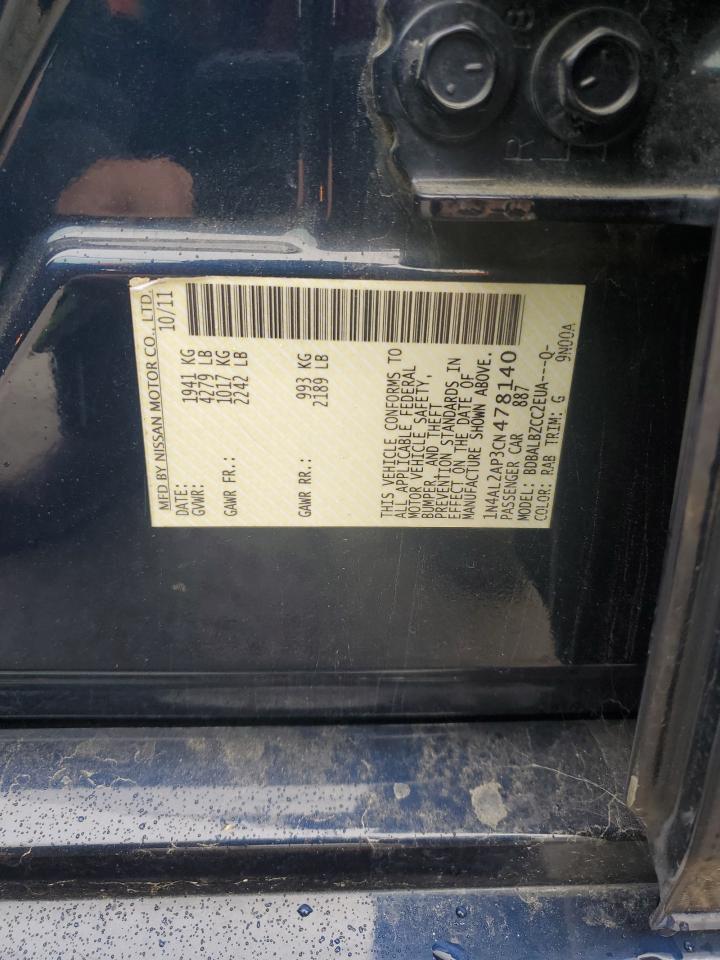 MFD BY NISSAN MOTOR CO., LTD.
DATE: 10/11
GVWR: 1941 KG
4279 LB
GAWR FR.: 1017 KG
2242 LB
GAWR RR.: 993 KG
2189 LB
THIS VEHICLE CONFORMS TO
ALL APPLICABLE FEDERAL
MOTOR VEHICLE SAFETY,
BUMPER, AND THEFT
PREVENTION STANDARDS IN
EFFECT ON THE DATE OF
MANUFACTURE SHOWN ABOVE.
1N4AL2AP3CN478140
PASSENGER CAR 887
MODEL: BDBALBZCC2EUA---Q-
COLOR: RAB TRIM: G 9N00A
R